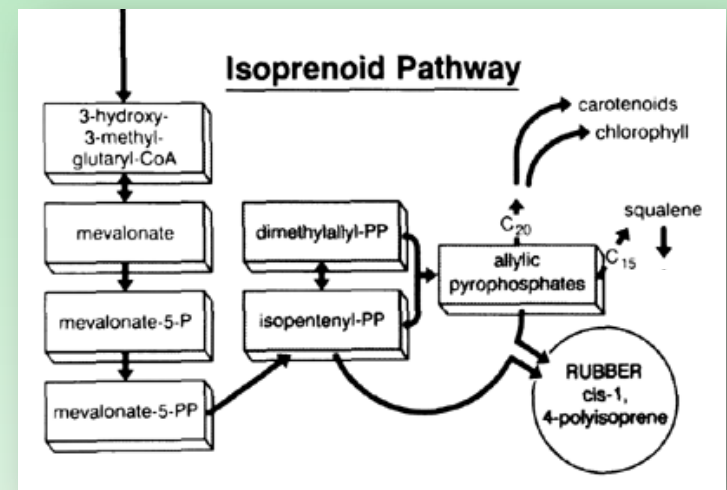 Isoprenoid Pathway
3-hydroxy-
3-methyl-
glutaryl-CoA
mevalonate
mevalonate-5-P
mevalonate-5-PP
dimethylallyl-PP
isopentenyl-PP
allylic
pyrophosphates
C20
C15
carotenoids
chlorophyll
squalene
RUBBER
cis-1,
4-polyisoprene